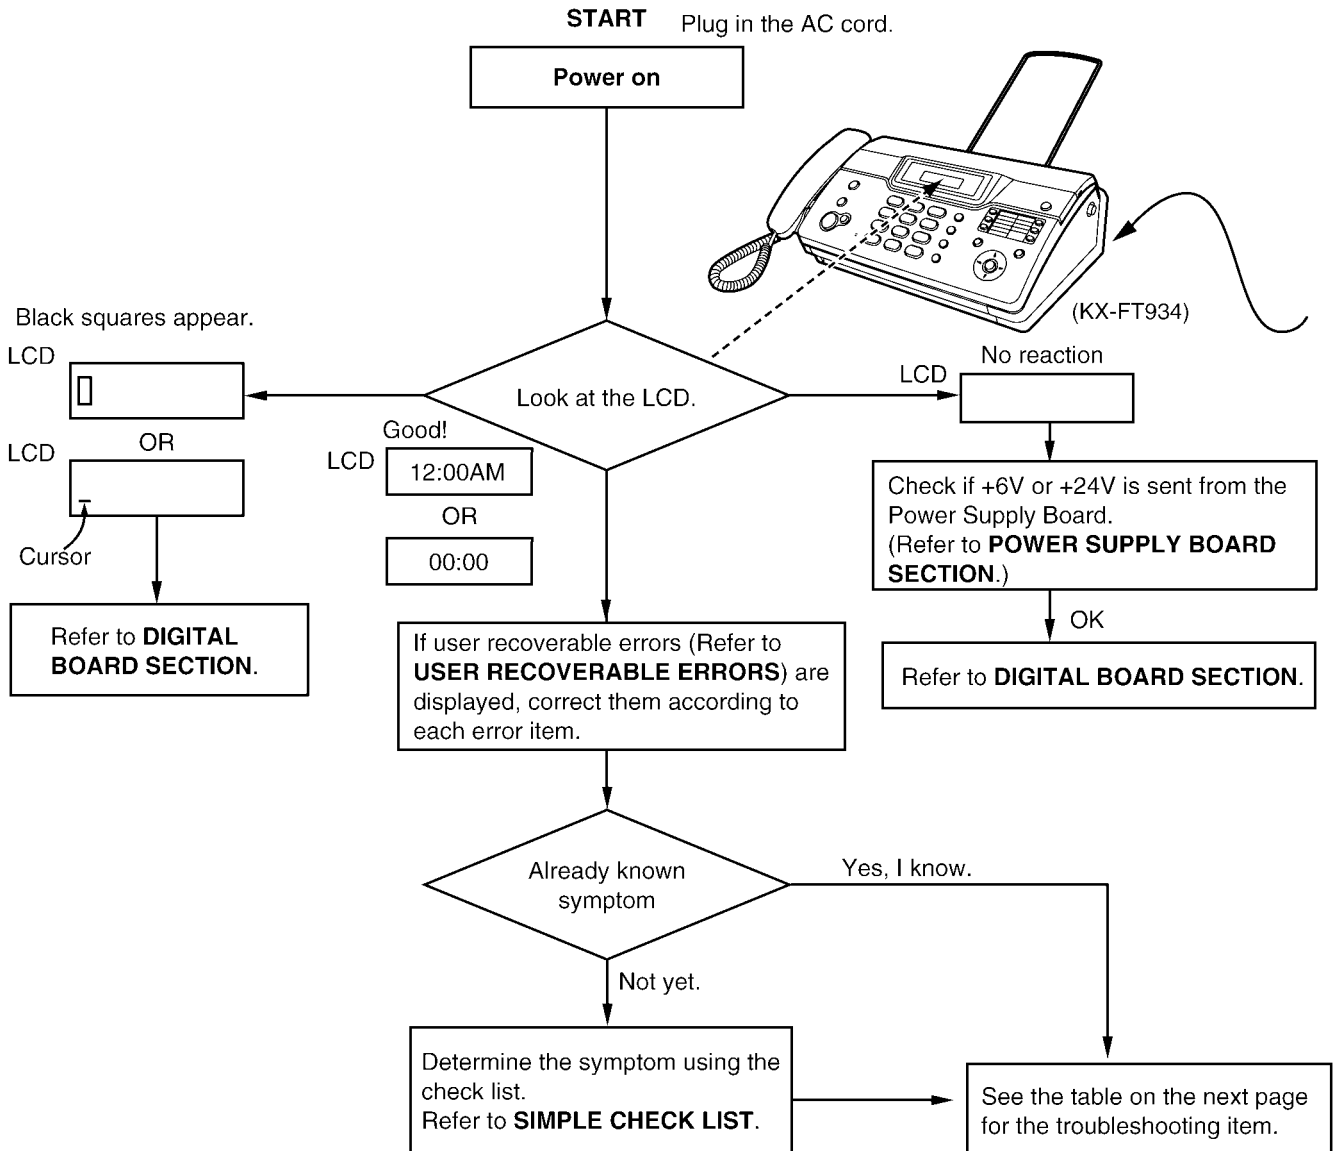 START
Plug in the AC cord.
Power on
(KX-FT934)
Black squares appear.
LCD
OR
LCD
Cursor
Refer to DIGITAL
BOARD SECTION.
Look at the LCD.
Good!
LCD
12:00AM
OR
00:00
No reaction
LCD
Check if +6V or +24V is sent from the
Power Supply Board.
(Refer to POWER SUPPLY BOARD
SECTION.)
OK
Refer to DIGITAL BOARD SECTION.
If user recoverable errors (Refer to
USER RECOVERABLE ERRORS) are
displayed, correct them according to
each error item.
Already known
symptom
Yes, I know.
Not yet.
Determine the symptom using the
check list.
Refer to SIMPLE CHECK LIST.
See the table on the next page
for the troubleshooting item.